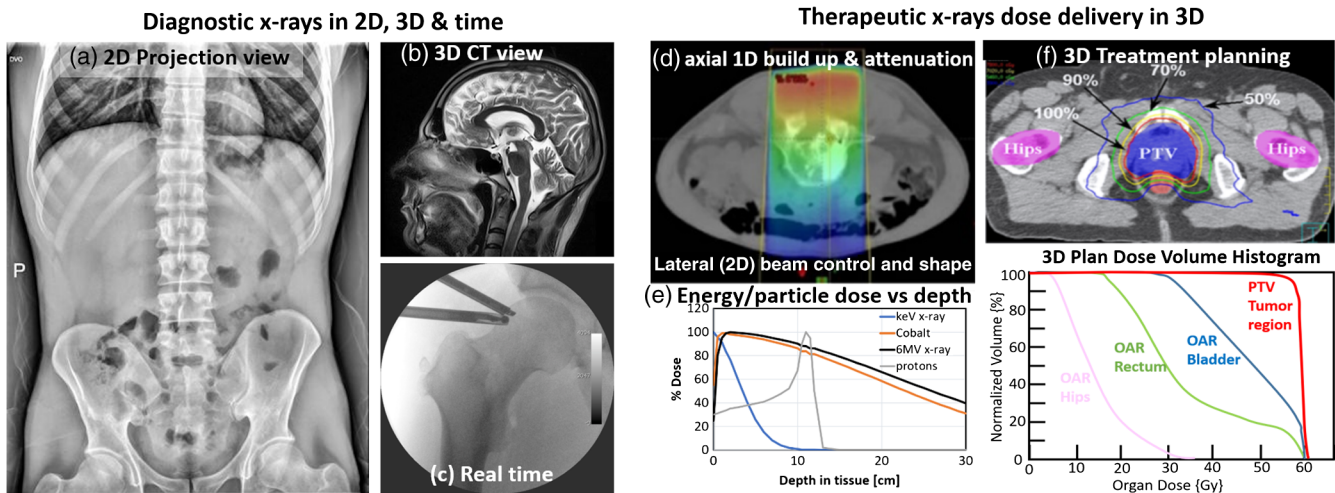 Diagnostic x-rays in 2D, 3D & time
Therapeutic x-rays dose delivery in 3D
(a) 2D Projection view
DVO
P
(b) 3D CT view
(c) Real time
(d) axial 1D build up & attenuation
Lateral (2D) beam control and shape
(e) Energy/particle dose vs depth
120
100
80
60
40
20
0
% Dose
keV x-ray
Cobalt
6MV x-ray
protons
0
10
20
30
Depth in tissue [cm]
(f) 3D Treatment planning
90%
70%
50%
100%
Hips
PTV
Hips
3D Plan Dose Volume Histogram
100
80
60
40
20
0
Normalized Volume {%}
PTV
Tumor
region
OAR
Bladder
OAR
Rectum
OAR
Hips
0
10
20
30
40
50
60
Organ Dose {Gy}